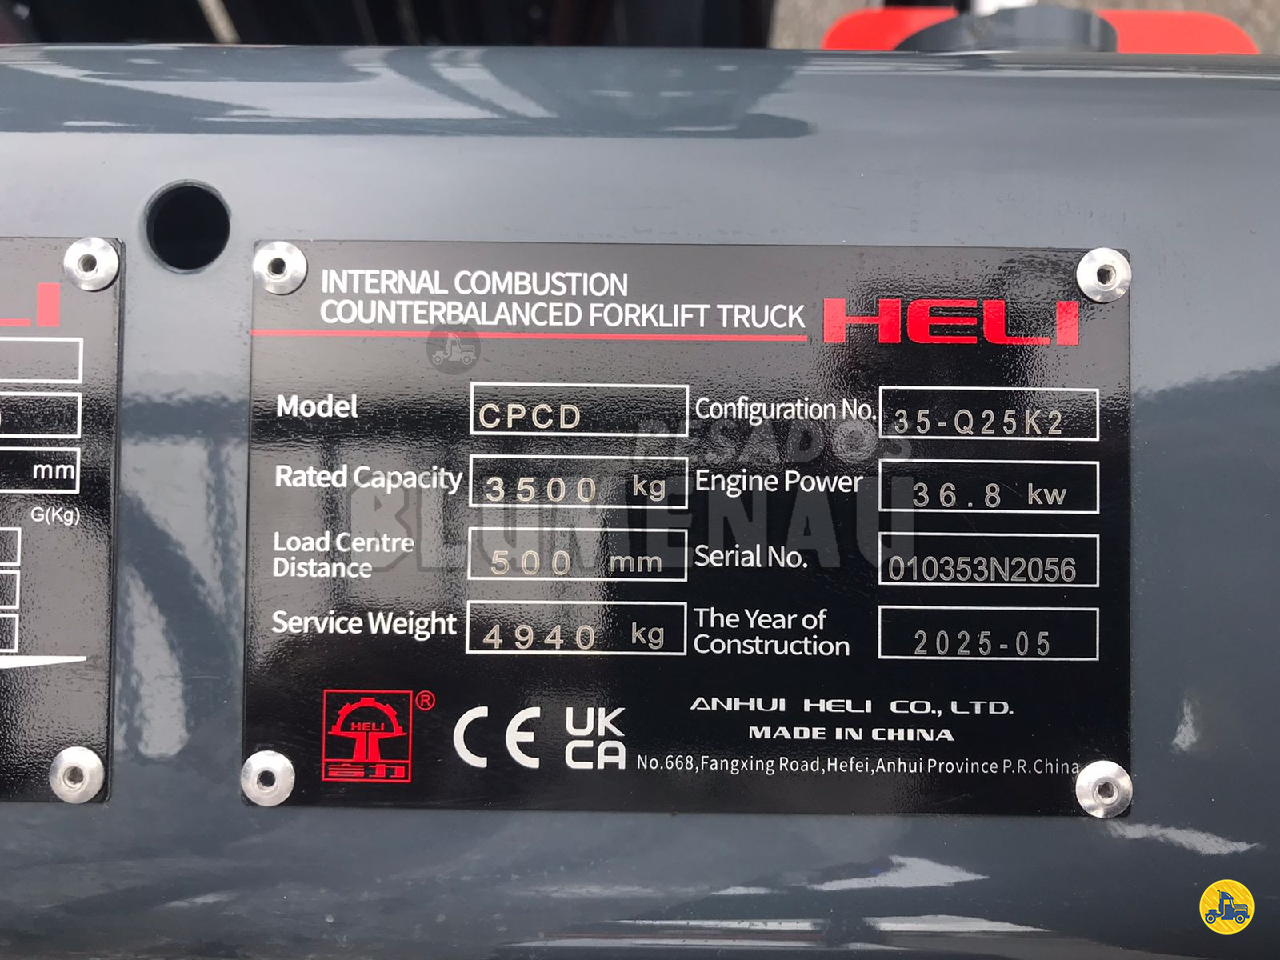 INTERNAL COMBUSTION
COUNTERBALANCED FORKLIFT TRUCK
HELI
Model CPCD Configuration No. 35-Q25K2
Rated Capacity 3500 kg Engine Power 36.8 kw
Load Centre
Distance 500 mm Serial No. 010353N2056
Service Weight 4940 kg The Year of
Construction 2025-05
HELI ®
合力
CE UK
CA
ANHUI HELI CO., LTD.
MADE IN CHINA
No.668,Fangxing Road,Hefei,Anhui Province P.R.China
LI
mm
G(Kg)
PESADOS
BLUMENAU